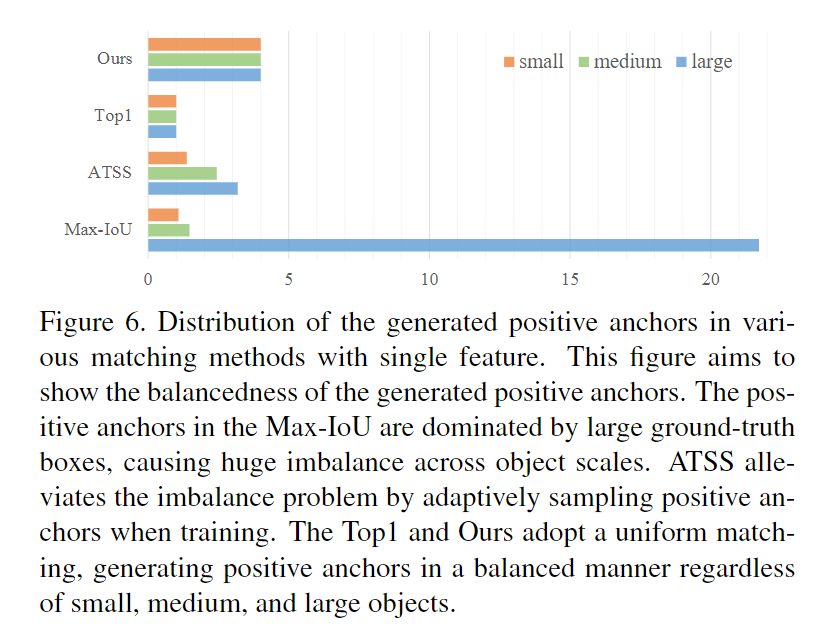 Ours
small medium large
Top1
ATSS
Max-IoU
0 5 10 15 20
Figure 6. Distribution of the generated positive anchors in vari-
ous matching methods with single feature. This figure aims to
show the balancedness of the generated positive anchors. The pos-
itive anchors in the Max-IoU are dominated by large ground-truth
boxes, causing huge imbalance across object scales. ATSS alle-
viates the imbalance problem by adaptively sampling positive an-
chors when training. The Top1 and Ours adopt a uniform match-
ing, generating positive anchors in a balanced manner regardless
of small, medium, and large objects.